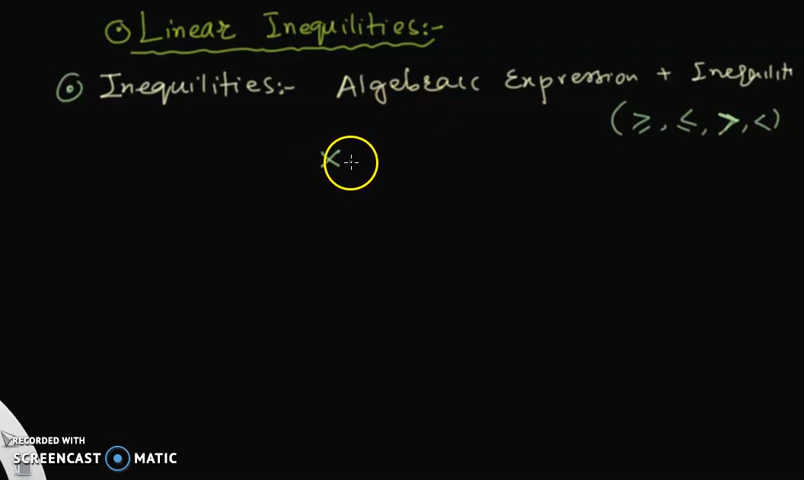 ⊙ Linear Inequilities:-
⊙ Inequilities:- Algebraic Expression + Inequiliti
(≥, ≤, >, <)
x
RECORDED WITH
SCREENCAST MATIC